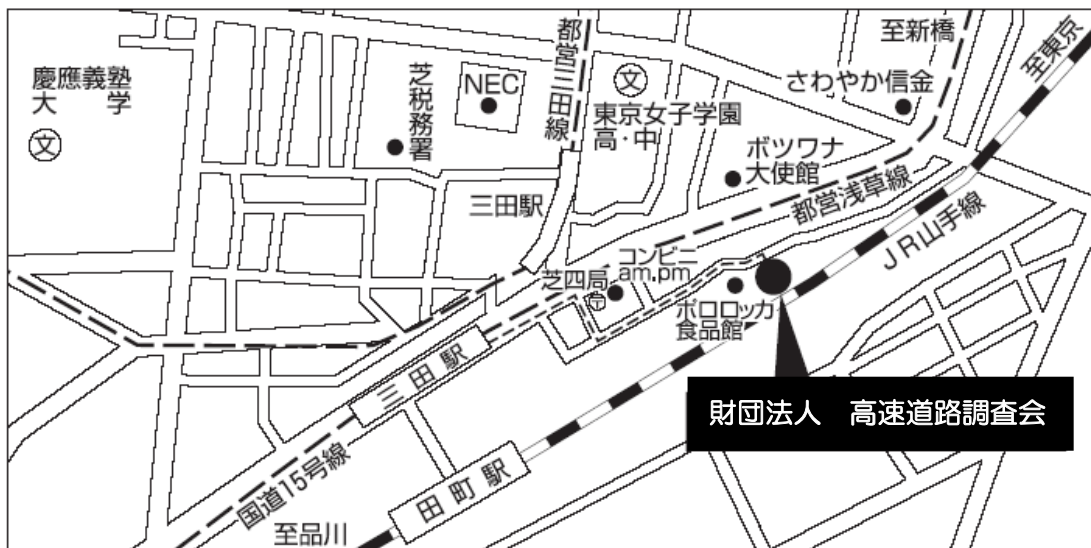 慶應義塾
大学
芝税務署
NEC
都営三田線
東京女子学園
高・中
至新橋
至東京
さわやか信金
ボツワナ
大使館
三田駅
都営浅草線
JR山手線
芝四局
コンビニ
am.pm
ポロロッカ
食品館
三田駅
財団法人 高速道路調査会
国道15号線
田町駅
至品川
文
文